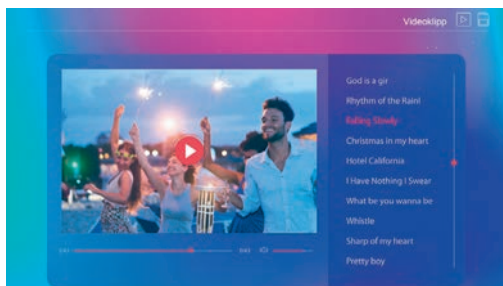 Videoklipp
God is a gir
Rhythm of the Rainl
Falling Slowly
Christmas in my heart
Hotel California
I Have Nothing I Swear
What be you wanna be
Whistle
Sharp of my heart
Pretty boy